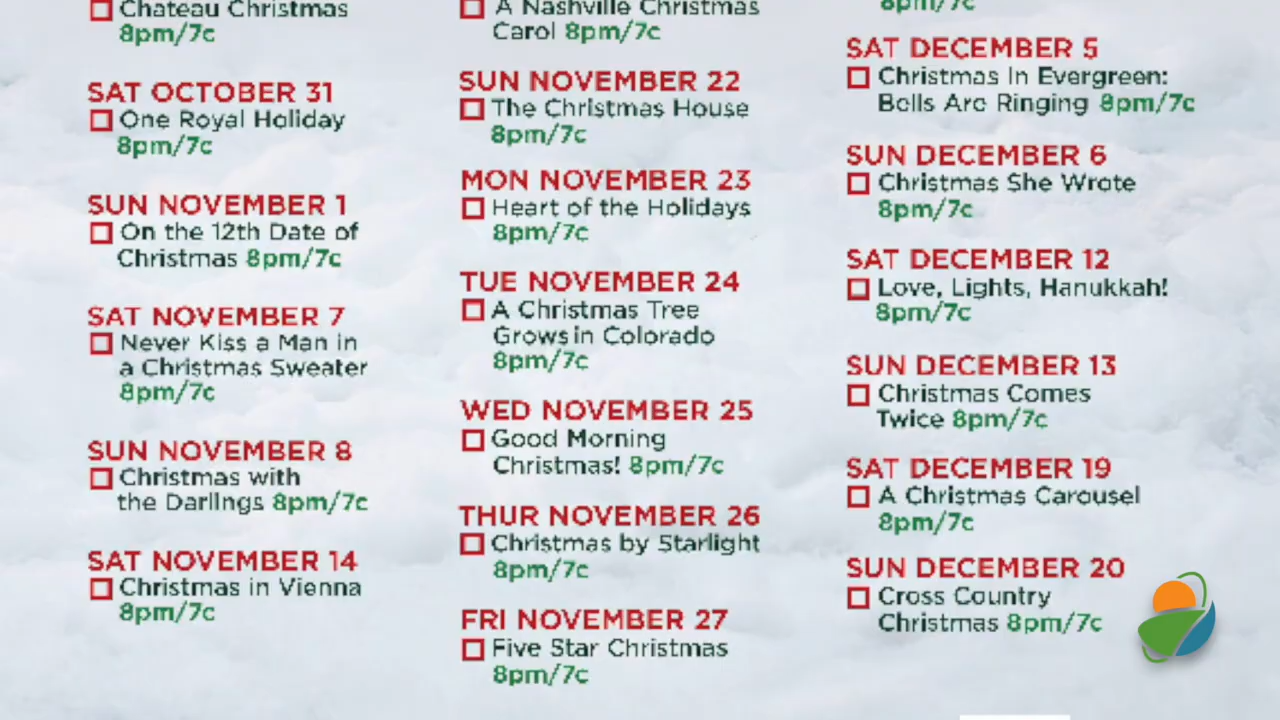 Chateau Christmas
8pm/7c
SAT OCTOBER 31
One Royal Holiday
8pm/7c
SUN NOVEMBER 1
On the 12th Date of
Christmas 8pm/7c
SAT NOVEMBER 7
Never Kiss a Man in
a Christmas Sweater
8pm/7c
SUN NOVEMBER 8
Christmas with
the Darlings 8pm/7c
SAT NOVEMBER 14
Christmas in Vienna
8pm/7c
A Nashville Christmas
Carol 8pm/7c
SUN NOVEMBER 22
The Christmas House
8pm/7c
MON NOVEMBER 23
Heart of the Holidays
8pm/7c
TUE NOVEMBER 24
A Christmas Tree
Grows in Colorado
8pm/7c
WED NOVEMBER 25
Good Morning
Christmas! 8pm/7c
THUR NOVEMBER 26
Christmas by Starlight
8pm/7c
FRI NOVEMBER 27
Five Star Christmas
8pm/7c
8pm/7c
SAT DECEMBER 5
Christmas In Evergreen:
Bells Are Ringing 8pm/7c
SUN DECEMBER 6
Christmas She Wrote
8pm/7c
SAT DECEMBER 12
Love, Lights, Hanukkah!
8pm/7c
SUN DECEMBER 13
Christmas Comes
Twice 8pm/7c
SAT DECEMBER 19
A Christmas Carousel
8pm/7c
SUN DECEMBER 20
Cross Country
Christmas 8pm/7c